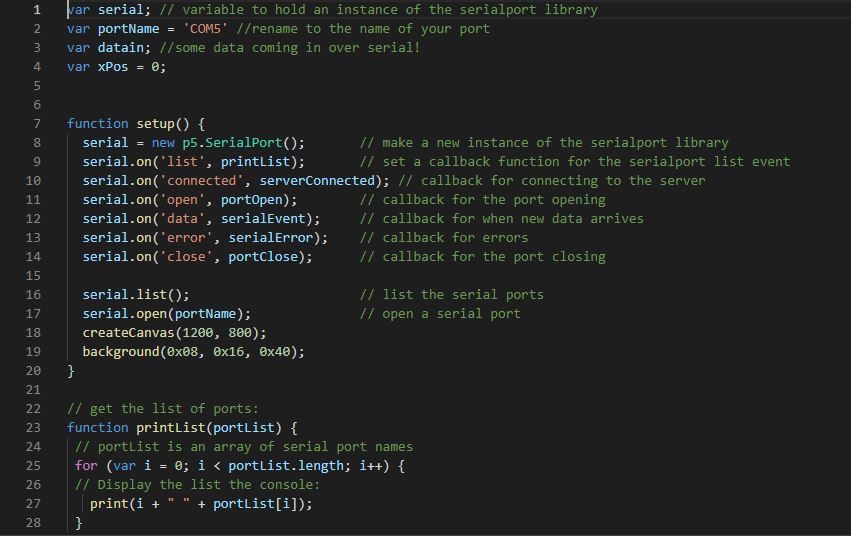 1 var serial; // variable to hold an instance of the serialport library
2 var portName = 'COM5' //rename to the name of your port
3 var datain; //some data coming in over serial!
4 var xPos = 0;
5
6
7 function setup() {
8   serial = new p5.SerialPort();       // make a new instance of the serialport library
9   serial.on('list', printList);       // set a callback function for the serialport list event
10   serial.on('connected', serverConnected); // callback for connecting to the server
11   serial.on('open', portOpen);        // callback for the port opening
12   serial.on('data', serialEvent);     // callback for when new data arrives
13   serial.on('error', serialError);    // callback for errors
14   serial.on('close', portClose);      // callback for the port closing
15
16   serial.list();                      // list the serial ports
17   serial.open(portName);              // open a serial port
18   createCanvas(1200, 800);
19   background(0x08, 0x16, 0x40);
20 }
21
22 // get the list of ports:
23 function printList(portList) {
24  // portList is an array of serial port names
25  for (var i = 0; i < portList.length; i++) {
26  // Display the list the console:
27    print(i + " " + portList[i]);
28  }